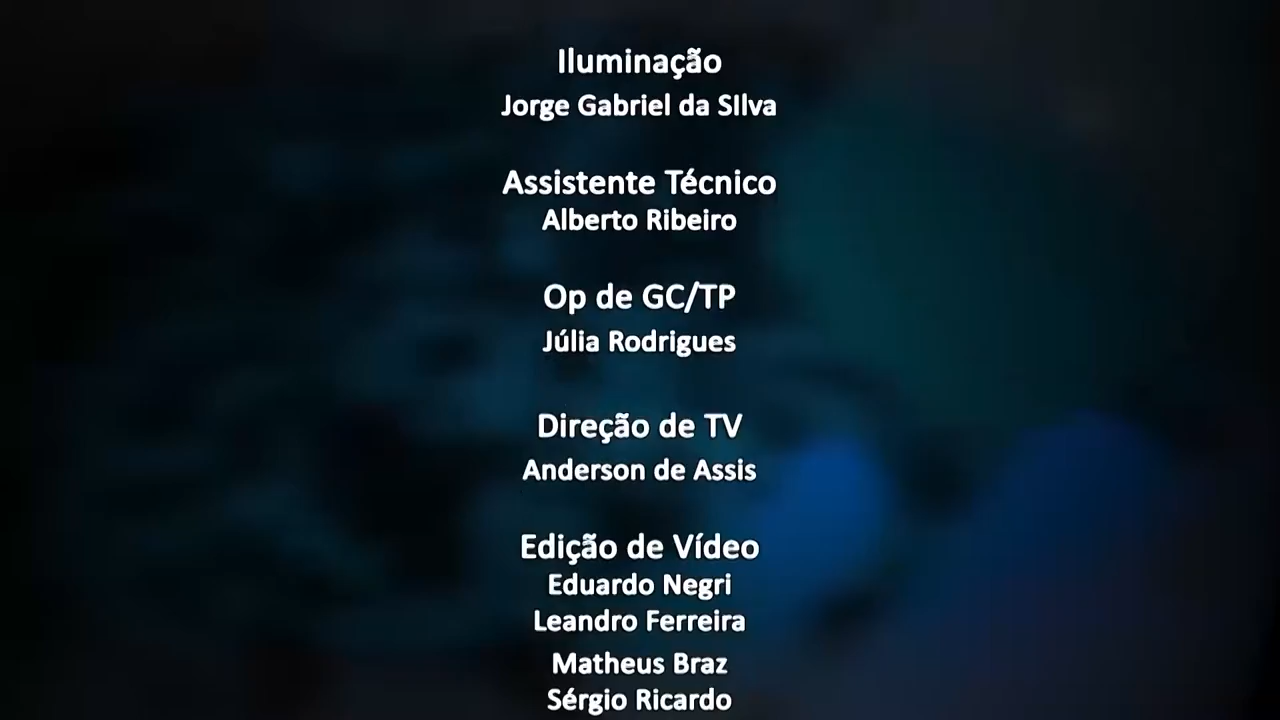 Iluminação
Jorge Gabriel da SIlva
Assistente Técnico
Alberto Ribeiro
Op de GC/TP
Júlia Rodrigues
Direção de TV
Anderson de Assis
Edição de Vídeo
Eduardo Negri
Leandro Ferreira
Matheus Braz
Sérgio Ricardo